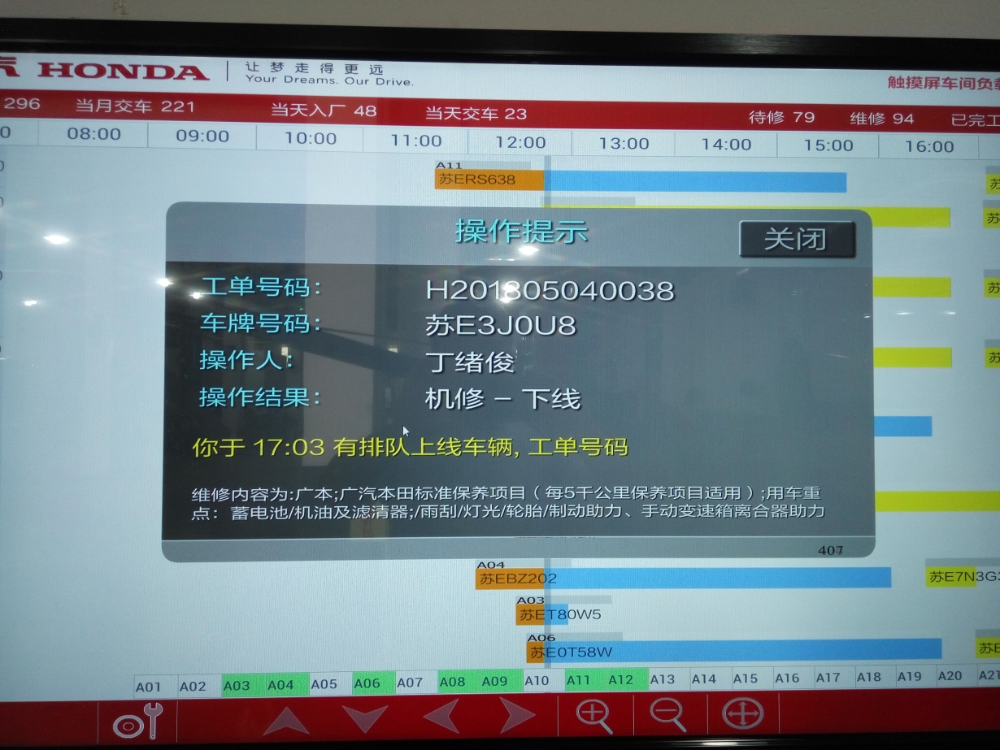 HONDA
让梦走得更远
Your Dreams. Our Drive.
触摸屏车间负
296 当月交车 221 当天入厂 48 当天交车 23 待修 79 维修 94 已完工
0 08:00 09:00 10:00 11:00 12:00 13:00 14:00 15:00 16:00
A11
苏ERS638
苏
苏
苏
苏
操作提示
关闭
工单号码: H201805040038
车牌号码: 苏E3J0U8
操作人: 丁绪俊
操作结果: 机修 – 下线
你于 17:03 有排队上线车辆, 工单号码
维修内容为:广本;广汽本田标准保养项目（每5千公里保养项目适用）;用车重
点：蓄电池/机油及滤清器;/雨刮/灯光/轮胎/制动助力、手动变速箱离合器助力
407
A04
苏EBZ202
苏E7N3G
A03
苏ET80W5
A06
苏E0T58W
苏E
A01 A02 A03 A04 A05 A06 A07 A08 A09 A10 A11 A12 A13 A14 A15 A16 A17 A18 A19 A20 A21